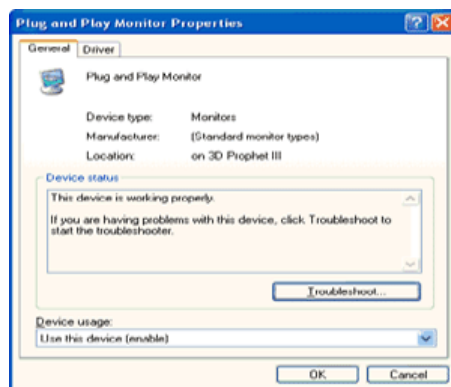 Plug and Play Monitor Properties
General Driver
Plug and Play Monitor
Device type: Monitors
Manufacturer: (Standard monitor types)
Location: on 3D Prophet III
Device status
This device is working properly.
If you are having problems with this device, click Troubleshoot to
start the troubleshooter.
Troubleshoot...
Device usage:
Use this device (enable)
OK Cancel